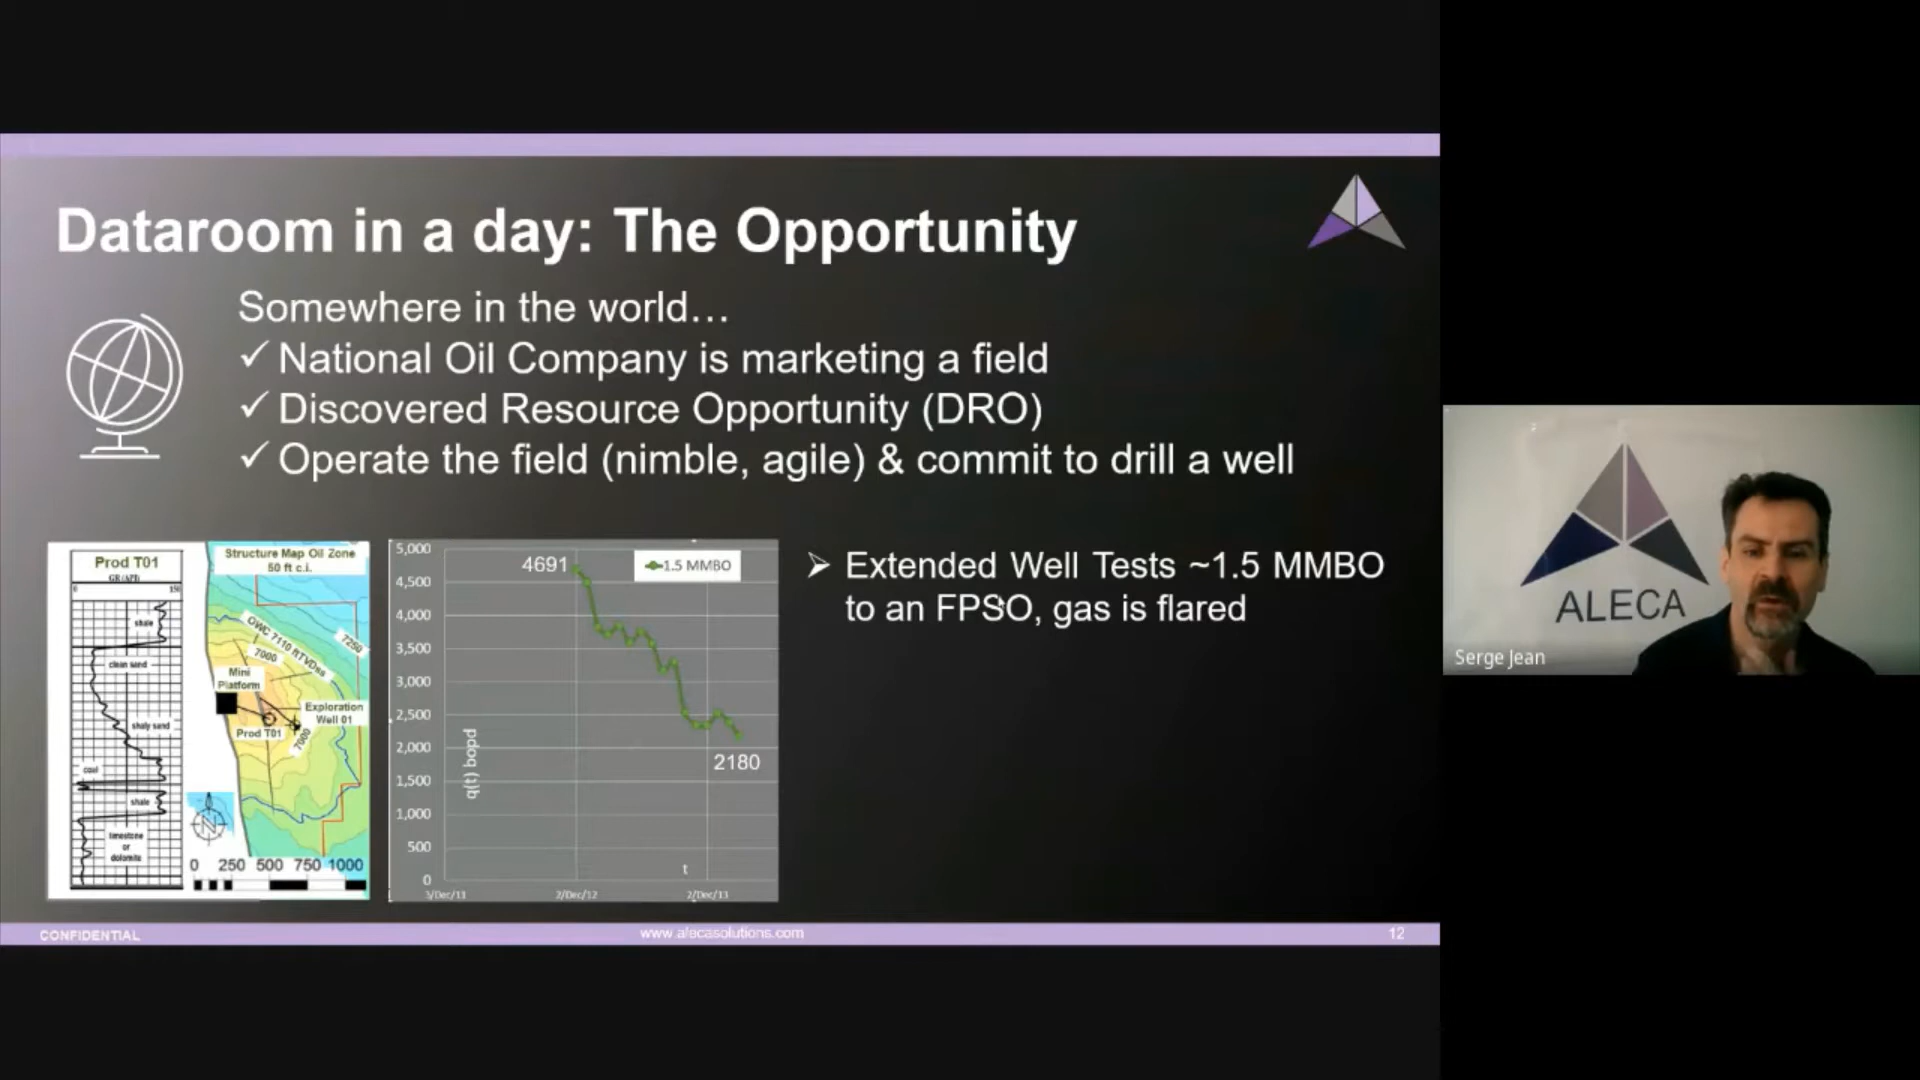 Dataroom in a day: The Opportunity
Somewhere in the world…
✓ National Oil Company is marketing a field
✓ Discovered Resource Opportunity (DRO)
✓ Operate the field (nimble, agile) & commit to drill a well
Prod T01
GR (API)
0 150
shale
clean sand
shaly sand
coal
shale
limestone
or
dolomite
Structure Map Oil Zone
50 ft c.i.
OWC 7110 ftTVDss
7250
7000
Mini
Platform
Exploration
Well 01
Prod T01
7000
N
0 250 500 750 1000
5,000
4,500
4,000
3,500
3,000
2,500
2,000
1,500
1,000
500
0
4691
1.5 MMBO
2180
q(t) bopd
t
3/Dec/11 2/Dec/12 2/Dec/13
➢ Extended Well Tests ~1.5 MMBO
to an FPSO, gas is flared
CONFIDENTIAL
www.alecasolutions.com
12
ALECA
Serge Jean